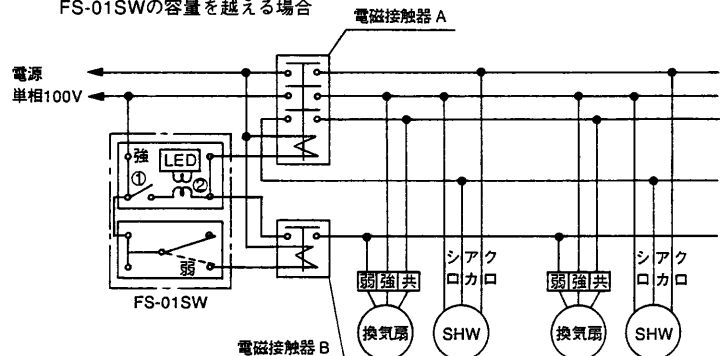 FS-01SWの容量を越える場合
電磁接触器 A
電源
単相100V
強
LED
①
②
弱
FS-01SW
電磁接触器 B
弱 強 共
換気扇
シロ
アカ
クロ
SHW
弱 強 共
換気扇
シロ
アカ
クロ
SHW